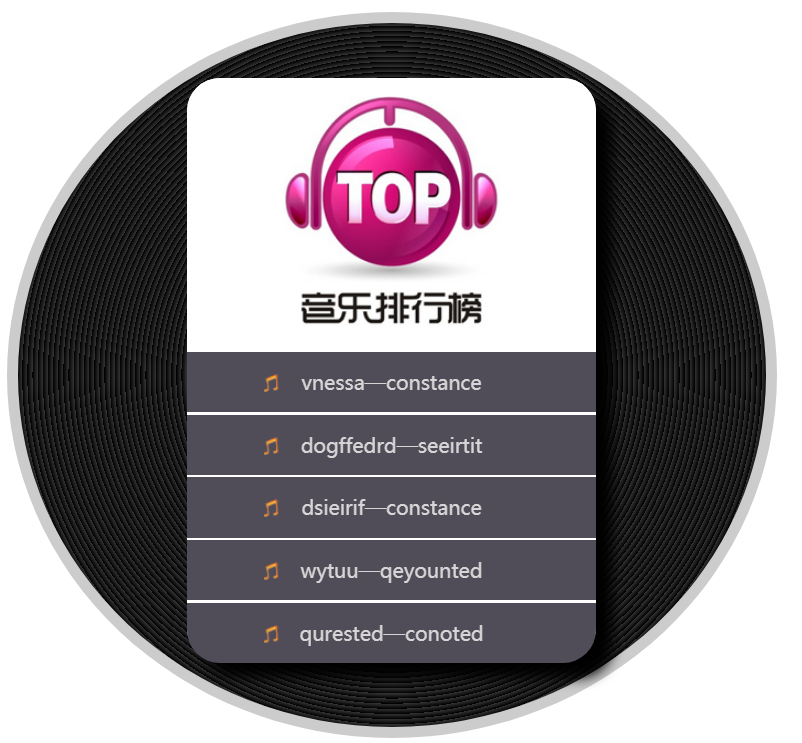 TOP
音乐排行榜
vnessa—constance
dogffedrd—seeirtit
dsieirif—constance
wytuu—qeyounted
qurested—conoted